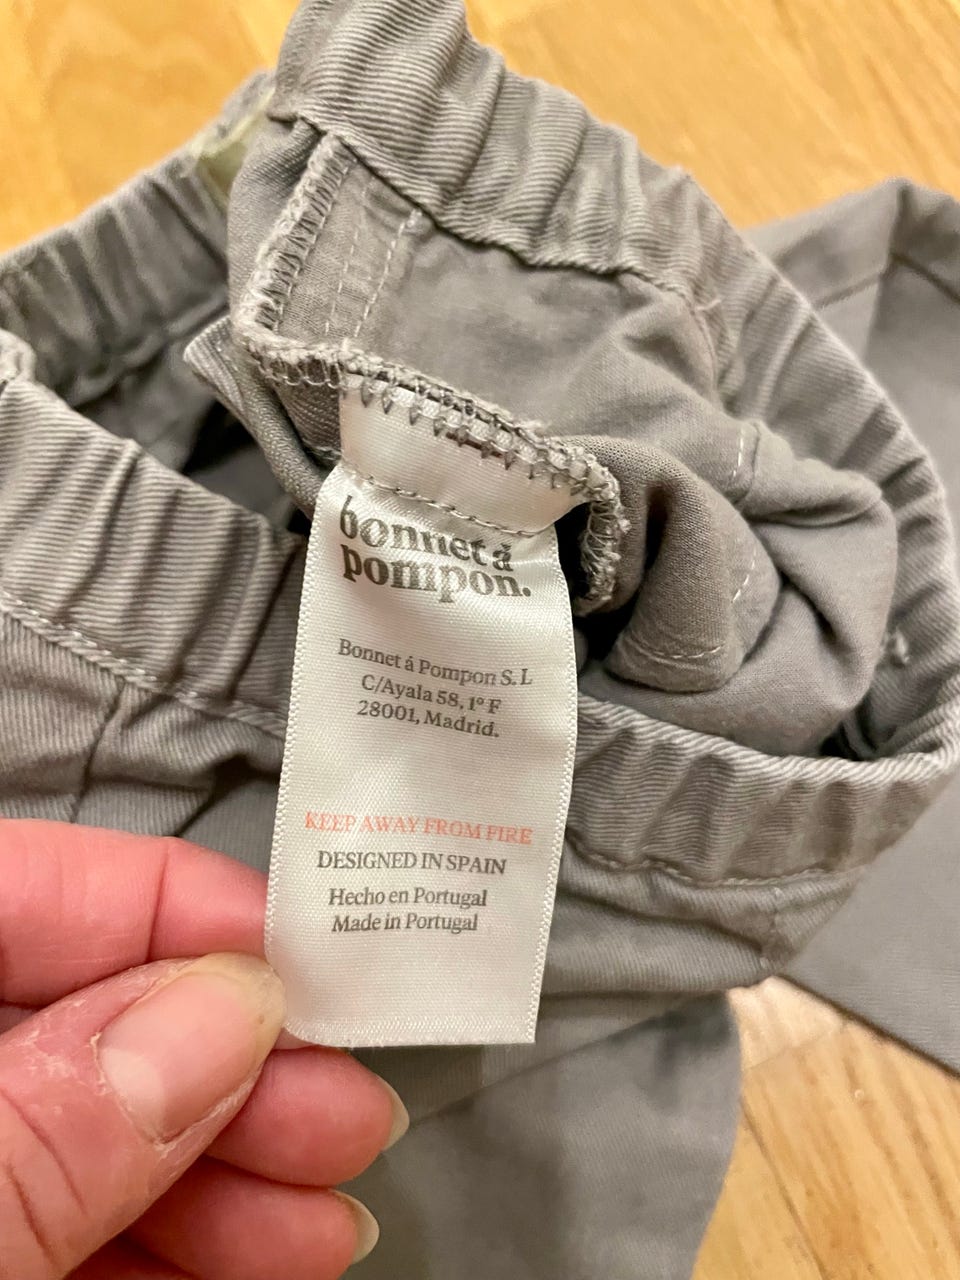 bonnet á
pompon.
Bonnet á Pompon S. L
C/Ayala 58, 1º F
28001, Madrid.
KEEP AWAY FROM FIRE
DESIGNED IN SPAIN
Hecho en Portugal
Made in Portugal